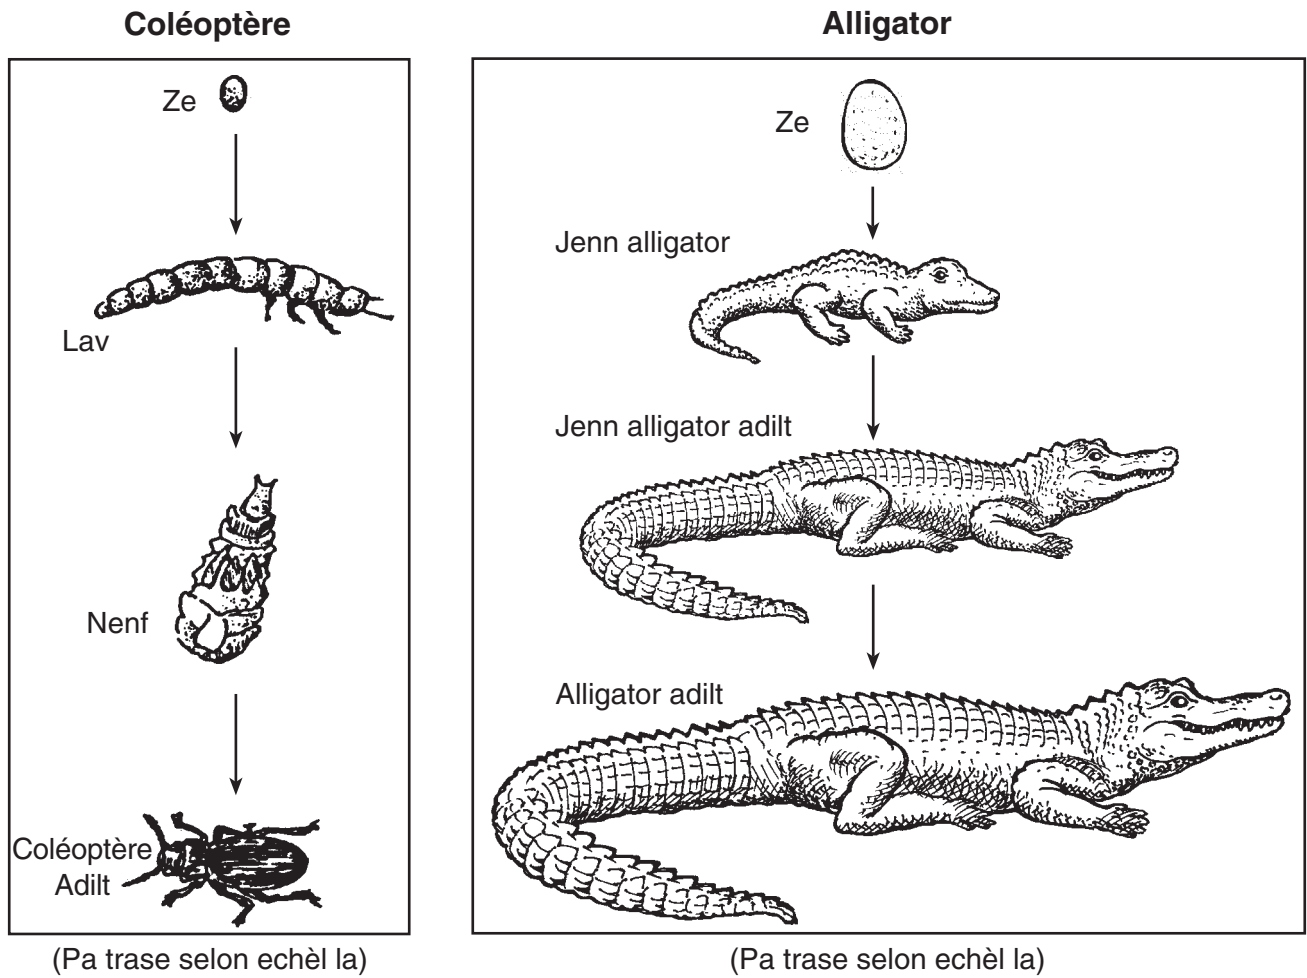 Coléoptère
Ze
Lav
Nenf
Coléoptère
Adilt
(Pa trase selon echèl la)
Alligator
Ze
Jenn alligator
Jenn alligator adilt
Alligator adilt
(Pa trase selon echèl la)